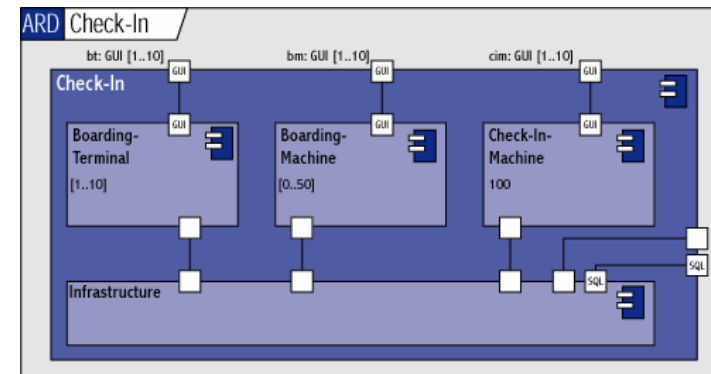 ARD Check-In
bt: GUI [1..10] bm: GUI [1..10] cim: GUI [1..10]
GUI GUI GUI
Check-In
GUI GUI GUI
Boarding-
Terminal
[1..10]
Boarding-
Machine
[0..50]
Check-In-
Machine
100
SQL
SQL
Infrastructure